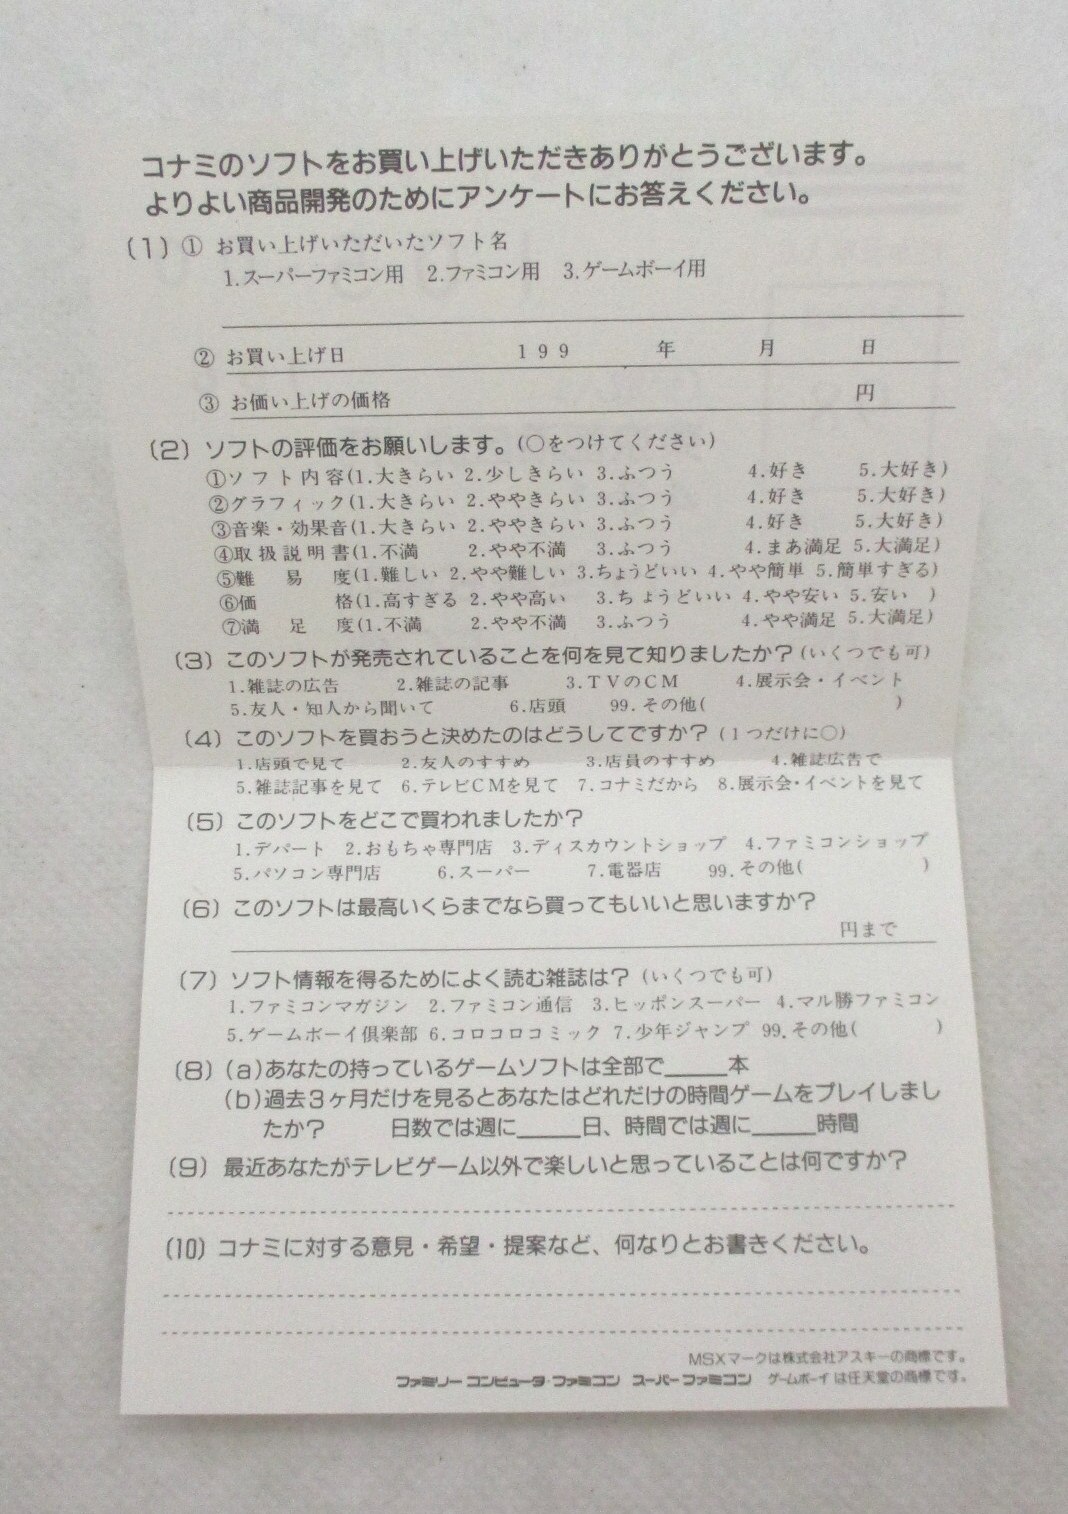 コナミのソフトをお買い上げいただきありがとうございます。
よりよい商品開発のためにアンケートにお答えください。
(1) ① お買い上げいただいたソフト名
1.スーパーファミコン用 2.ファミコン用 3.ゲームボーイ用
② お買い上げ日 199 年 月 日
③ お価い上げの価格 円
(2) ソフトの評価をお願いします。(○をつけてください)
①ソフト内容(1.大きらい 2.少しきらい 3.ふつう 4.好き 5.大好き)
②グラフィック(1.大きらい 2.ややきらい 3.ふつう 4.好き 5.大好き)
③音楽・効果音(1.大きらい 2.ややきらい 3.ふつう 4.好き 5.大好き)
④取扱説明書(1.不満 2.やや不満 3.ふつう 4.まあ満足 5.大満足)
⑤難易度(1.難しい 2.やや難しい 3.ちょうどいい 4.やや簡単 5.簡単すぎる)
⑥価格(1.高すぎる 2.やや高い 3.ちょうどいい 4.やや安い 5.安い )
⑦満足度(1.不満 2.やや不満 3.ふつう 4.やや満足 5.大満足)
(3) このソフトが発売されていることを何を見て知りましたか?(いくつでも可)
1.雑誌の広告 2.雑誌の記事 3.TVのCM 4.展示会・イベント
5.友人・知人から聞いて 6.店頭 99.その他( )
(4) このソフトを買おうと決めたのはどうしてですか?(1つだけに○)
1.店頭で見て 2.友人のすすめ 3.店員のすすめ 4.雑誌広告で
5.雑誌記事を見て 6.テレビCMを見て 7.コナミだから 8.展示会・イベントを見て
(5) このソフトをどこで買われましたか?
1.デパート 2.おもちゃ専門店 3.ディスカウントショップ 4.ファミコンショップ
5.パソコン専門店 6.スーパー 7.電器店 99.その他( )
(6) このソフトは最高いくらまでなら買ってもいいと思いますか?
円まで
(7) ソフト情報を得るためによく読む雑誌は?(いくつでも可)
1.ファミコンマガジン 2.ファミコン通信 3.ヒッポンスーパー 4.マル勝ファミコン
5.ゲームボーイ倶楽部 6.コロコロコミック 7.少年ジャンプ 99.その他( )
(8) (a)あなたの持っているゲームソフトは全部で_____本
(b)過去3ヶ月だけを見るとあなたはどれだけの時間ゲームをプレイしまし
たか? 日数では週に_____日、時間では週に_____時間
(9) 最近あなたがテレビゲーム以外で楽しいと思っていることは何ですか?
(10) コナミに対する意見・希望・提案など、何なりとお書きください。
MSXマークは株式会社アスキーの商標です。
ファミリーコンピュータ・ファミコン スーパーファミコン ゲームボーイは任天堂の商標です。